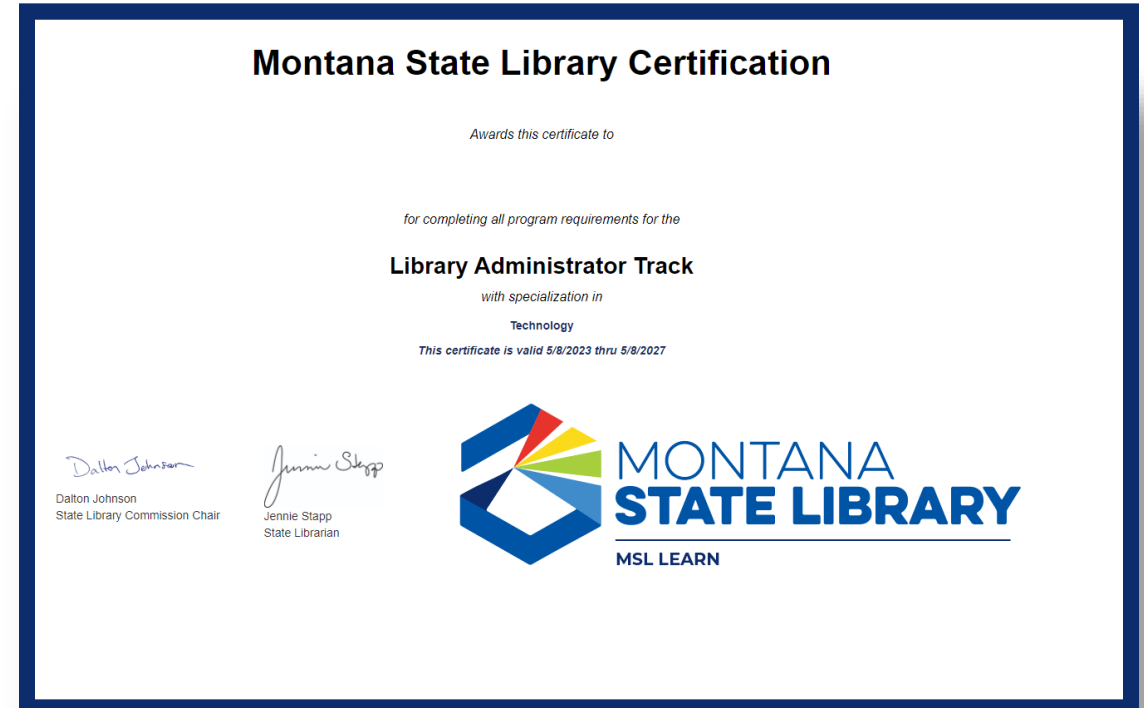 Montana State Library Certification
Awards this certificate to
for completing all program requirements for the
Library Administrator Track
with specialization in
Technology
This certificate is valid 5/8/2023 thru 5/8/2027
Dalton Johnson
Dalton Johnson
State Library Commission Chair
Jennie Stapp
Jennie Stapp
State Librarian
MONTANA
STATE LIBRARY
MSL LEARN